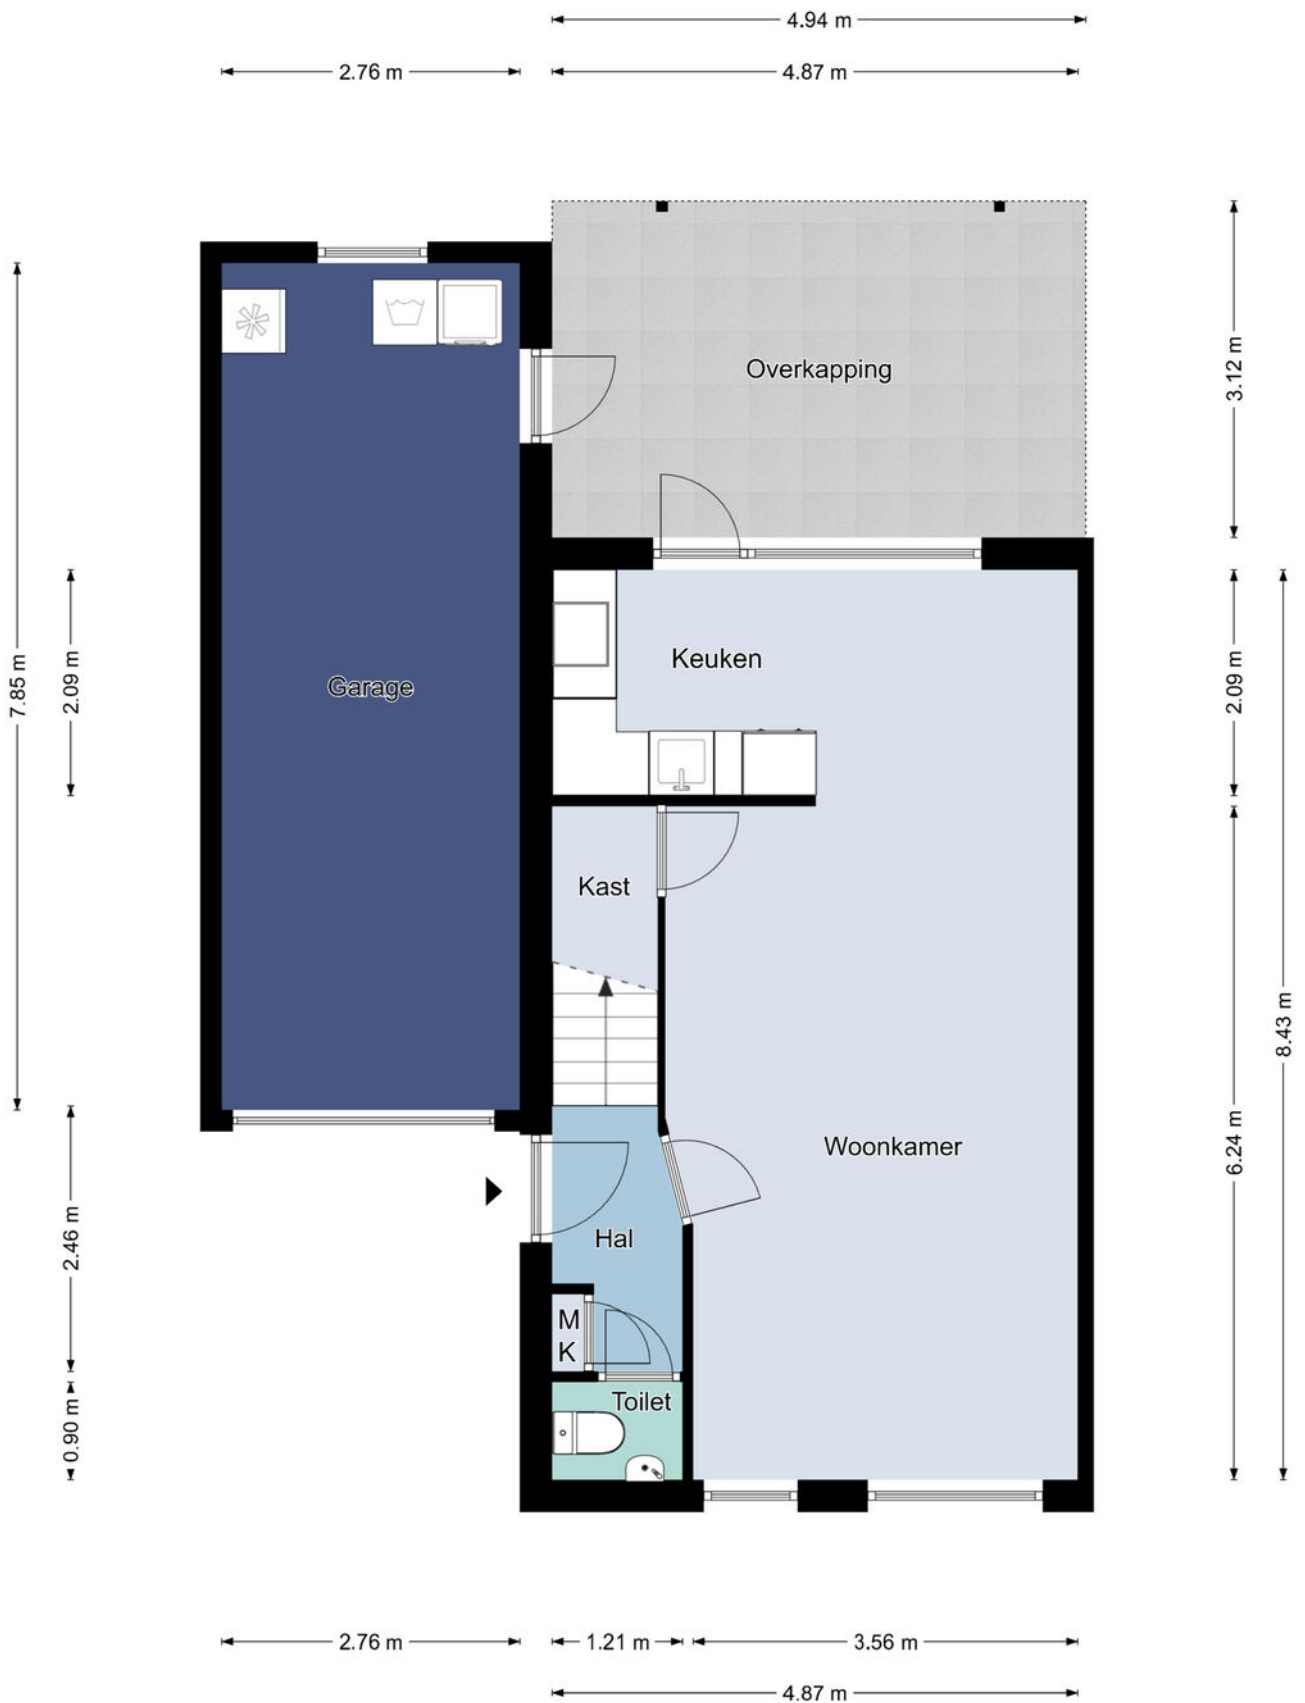 4.94 m
2.76 m
4.87 m
Overkapping
3.12 m
Keuken
Garage
7.85 m
2.09 m
2.09 m
Kast
8.43 m
Woonkamer
6.24 m
Hal
2.46 m
M
K
Toilet
0.90 m
2.76 m
1.21 m
3.56 m
4.87 m